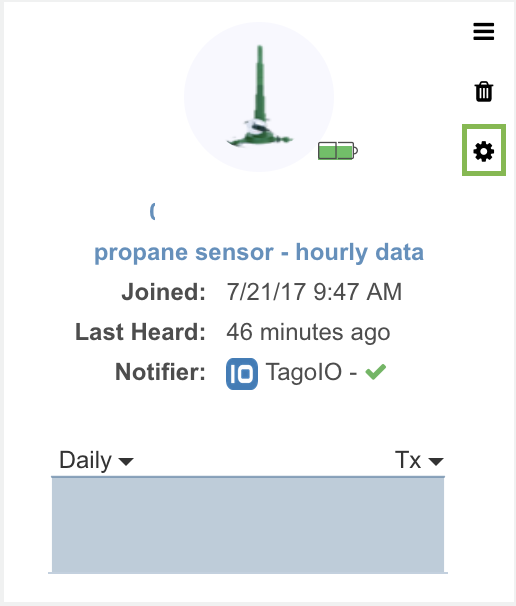 propane sensor - hourly data
Joined: 7/21/17 9:47 AM
Last Heard: 46 minutes ago
Notifier: IO TagoIO -
Daily Tx